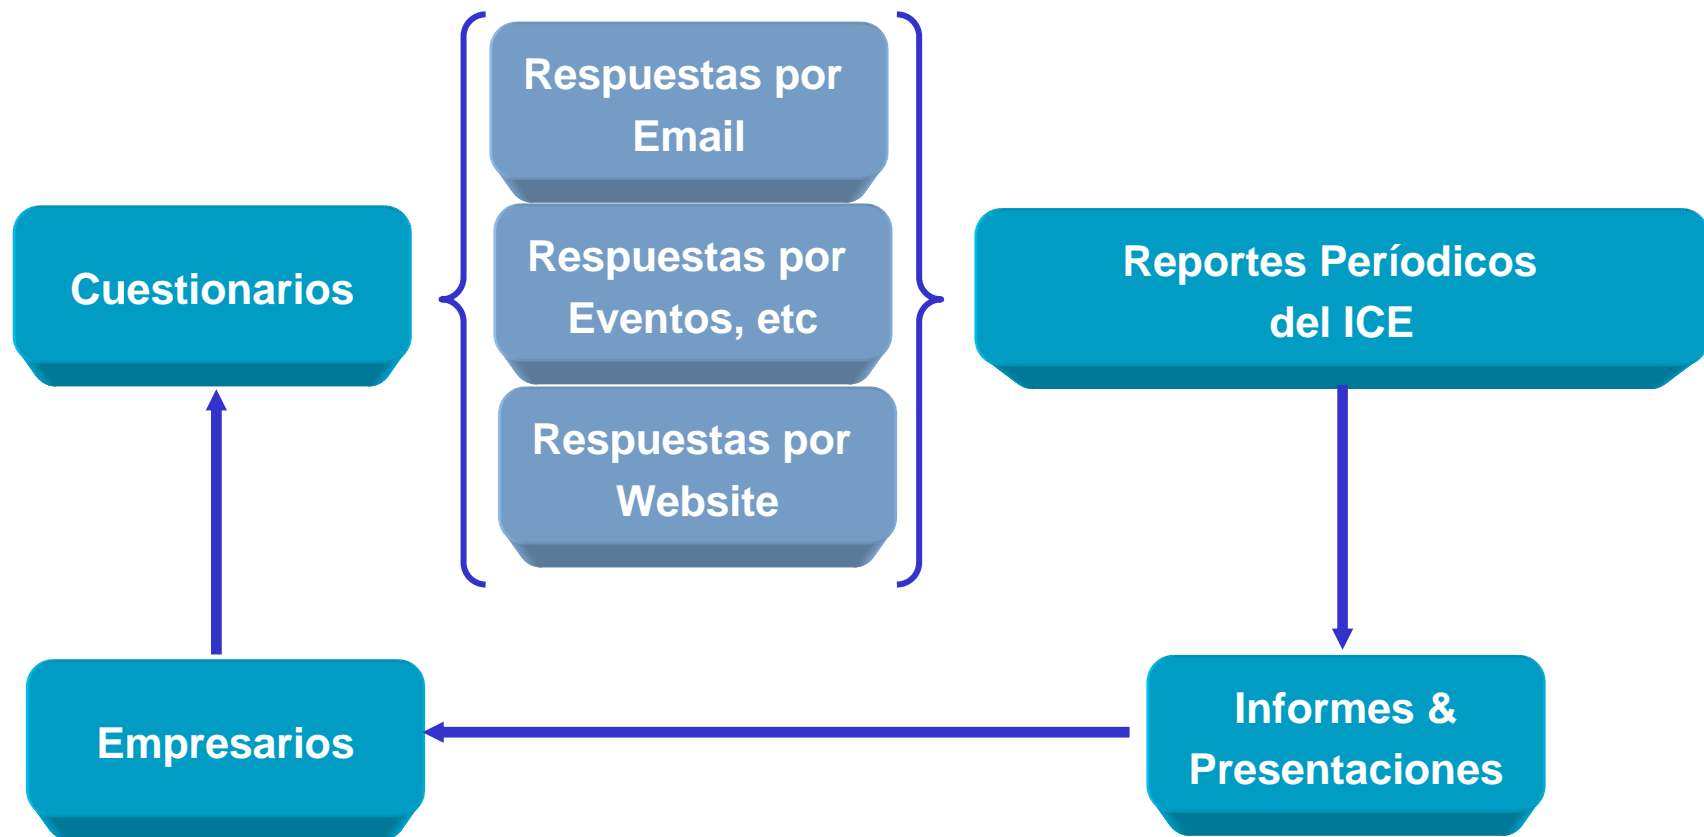 Respuestas por
Email
Cuestionarios
Respuestas por
Eventos, etc
Reportes Períodicos
del ICE
Respuestas por
Website
Empresarios
Informes &
Presentaciones